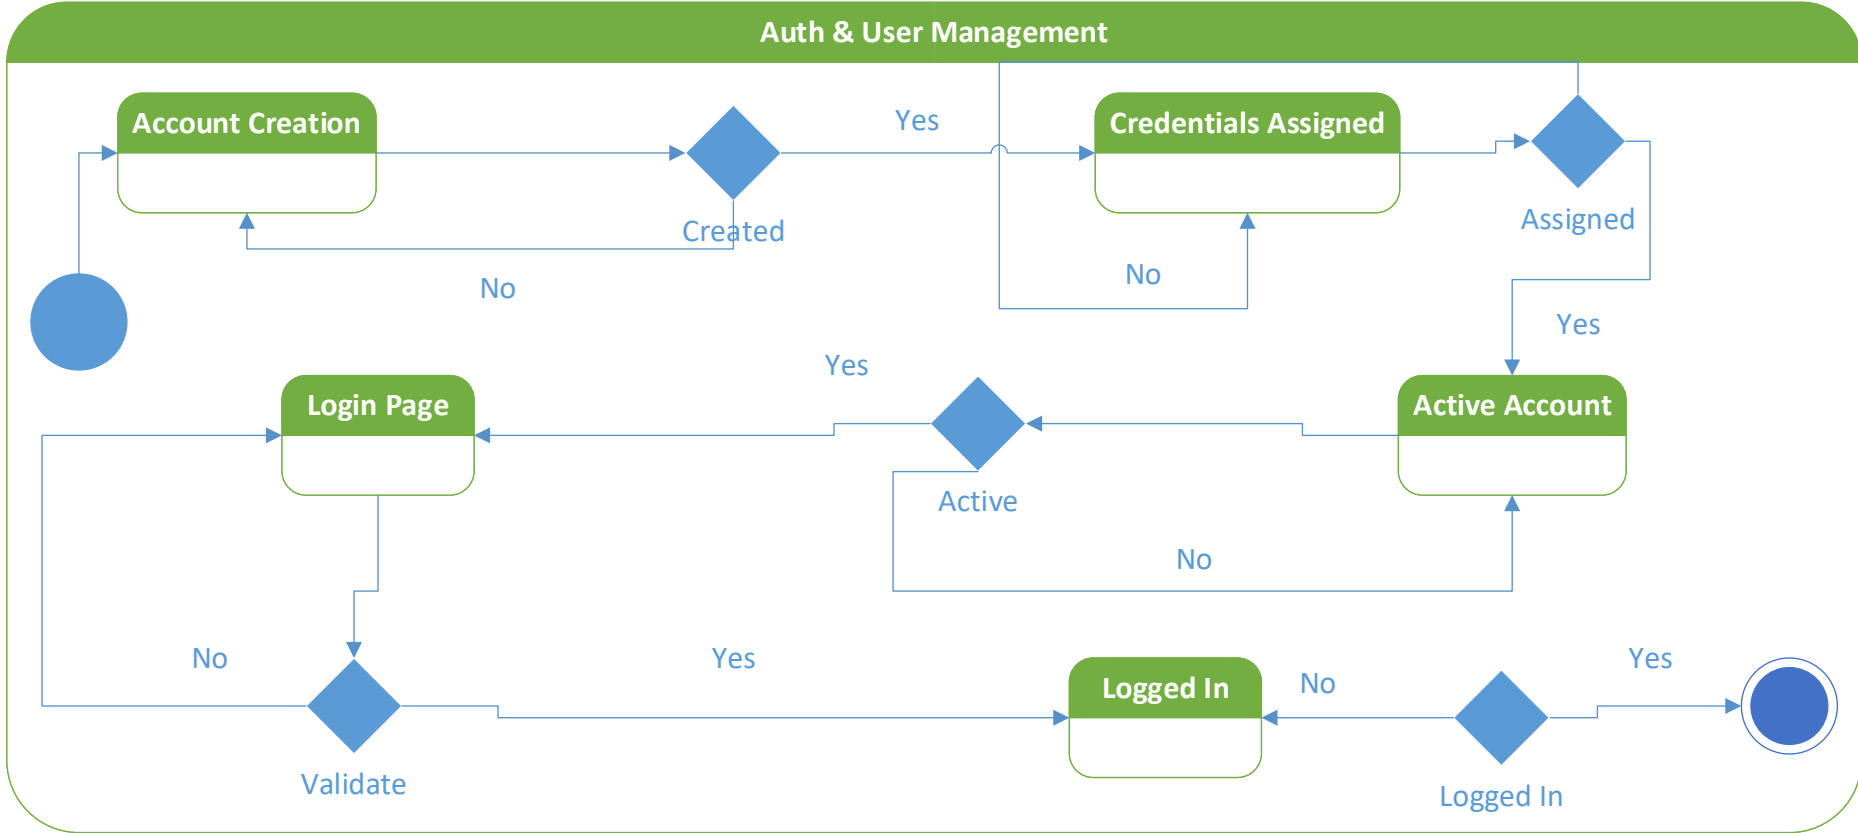 Auth & User Management
Account Creation
Yes
Credentials Assigned
Created
Assigned
No
No
Yes
Login Page
Yes
Active Account
Active
No
No
Yes
Logged In
No
Yes
Validate
Logged In